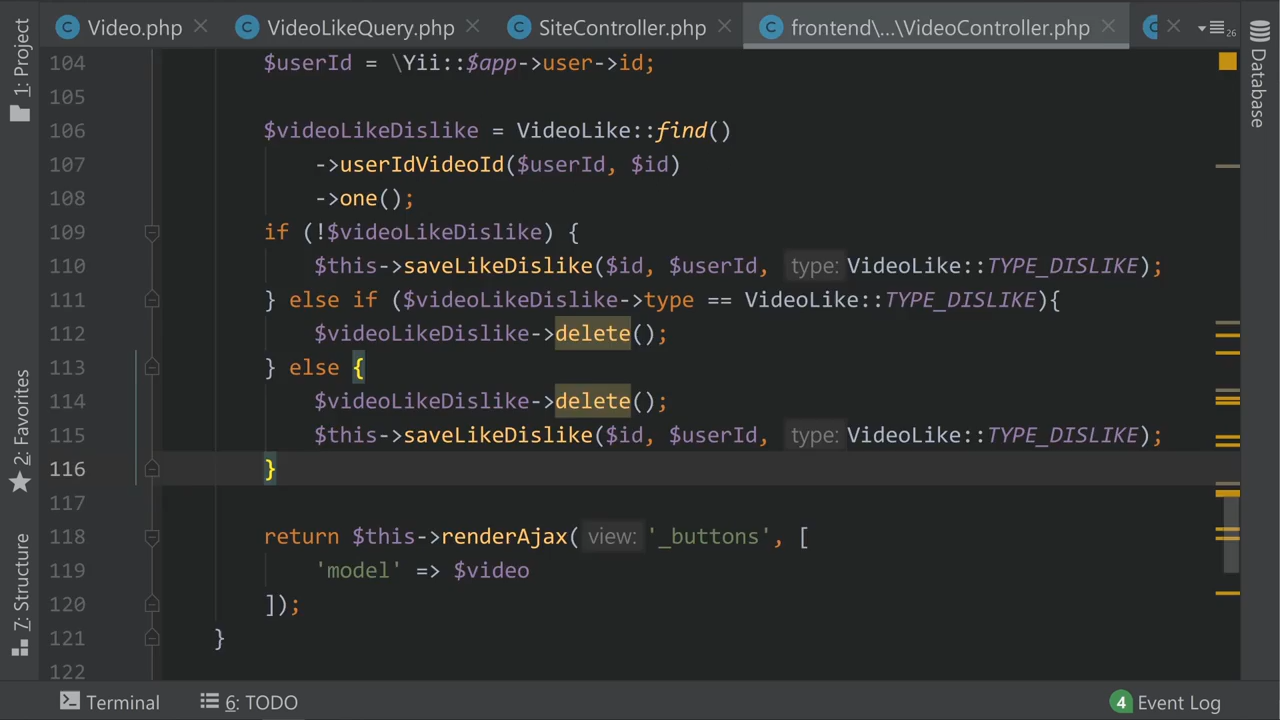 Video.php
VideoLikeQuery.php
SiteController.php
frontend\...\VideoController.php
26
1: Project
2: Favorites
7: Structure
Database
104 $userId = \Yii::$app->user->id;
105
106 $videoLikeDislike = VideoLike::find()
107 ->userIdVideoId($userId, $id)
108 ->one();
109 if (!$videoLikeDislike) {
110 $this->saveLikeDislike($id, $userId, type: VideoLike::TYPE_DISLIKE);
111 } else if ($videoLikeDislike->type == VideoLike::TYPE_DISLIKE){
112 $videoLikeDislike->delete();
113 } else {
114 $videoLikeDislike->delete();
115 $this->saveLikeDislike($id, $userId, type: VideoLike::TYPE_DISLIKE);
116 }
117
118 return $this->renderAjax( view: '_buttons', [
119 'model' => $video
120 ]);
121 }
122
Terminal
6: TODO
4 Event Log